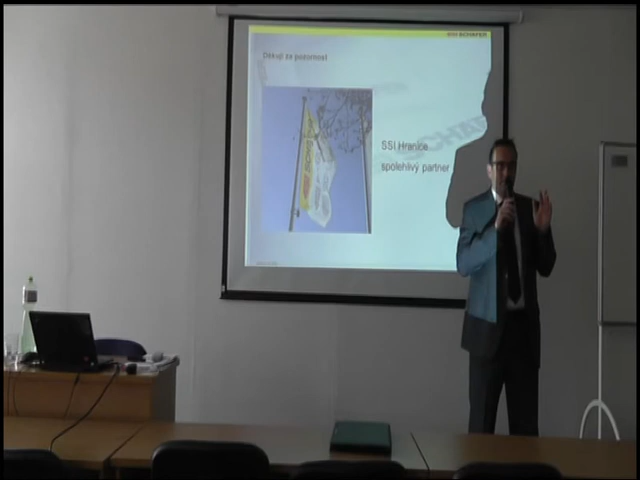 SSI SCHÄFER
Děkuji za pozornost
SSI Hranice
spolehlivý partner